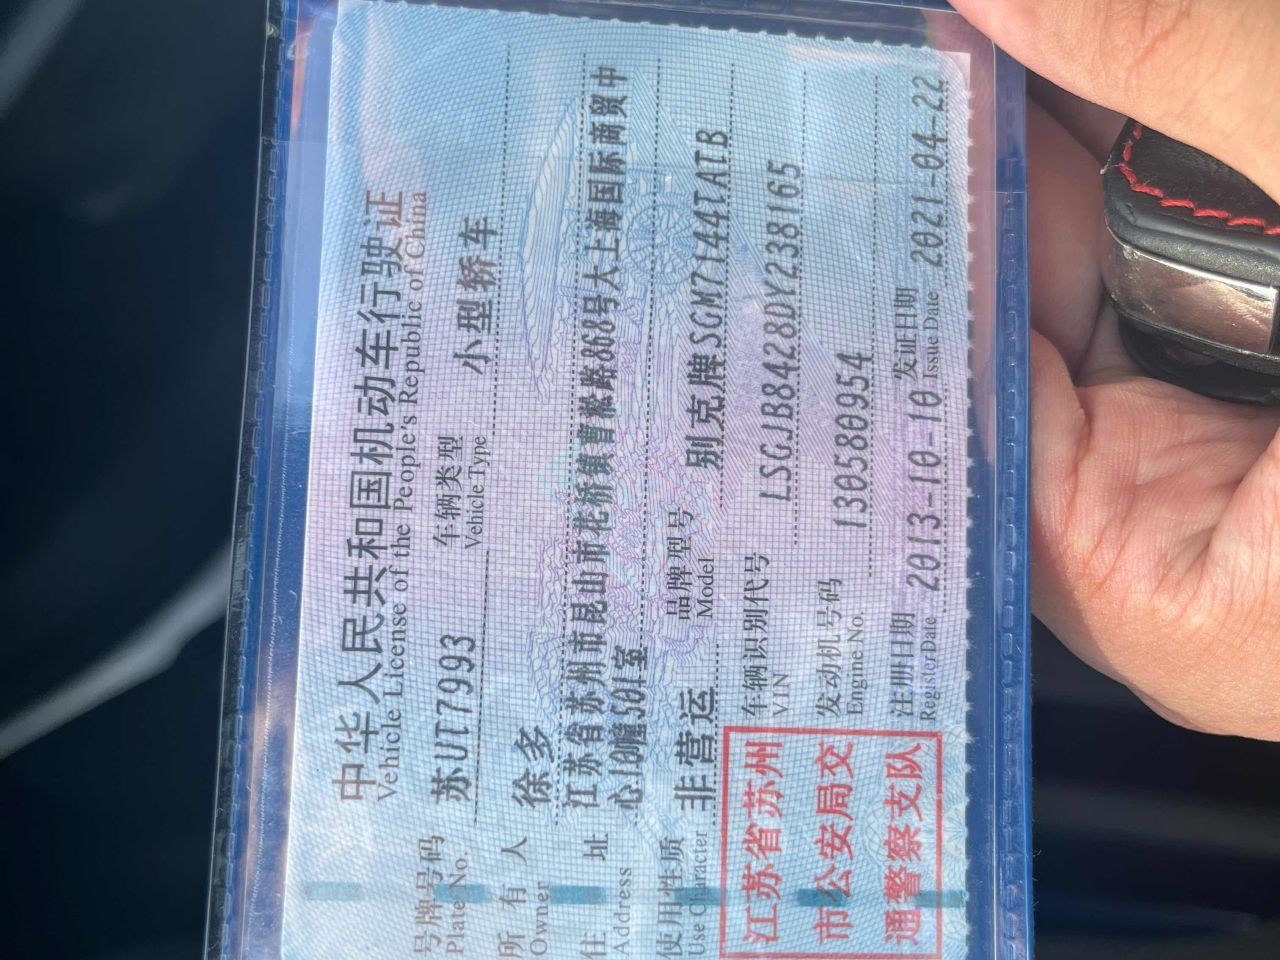 中华人民共和国机动车行驶证
Vehicle License of the People's Republic of China
号牌号码 苏UT7993 车辆类型 小型轿车
Plate No. Vehicle Type
所有人 徐多
Owner
住址 江苏省苏州市昆山市花桥镇曹松路868号大上海国际商贸中
Address 心10幢501室
使用性质 非营运 品牌型号 别克牌SGM7144TATB
Use Character Model
江苏省苏州
市公安局交
通警察支队
车辆识别代号 LSGJB8428DY238165
VIN
发动机号码 130580954
Engine No.
注册日期 2013-10-10 发证日期 2021-04-22
Register Date Issue Date